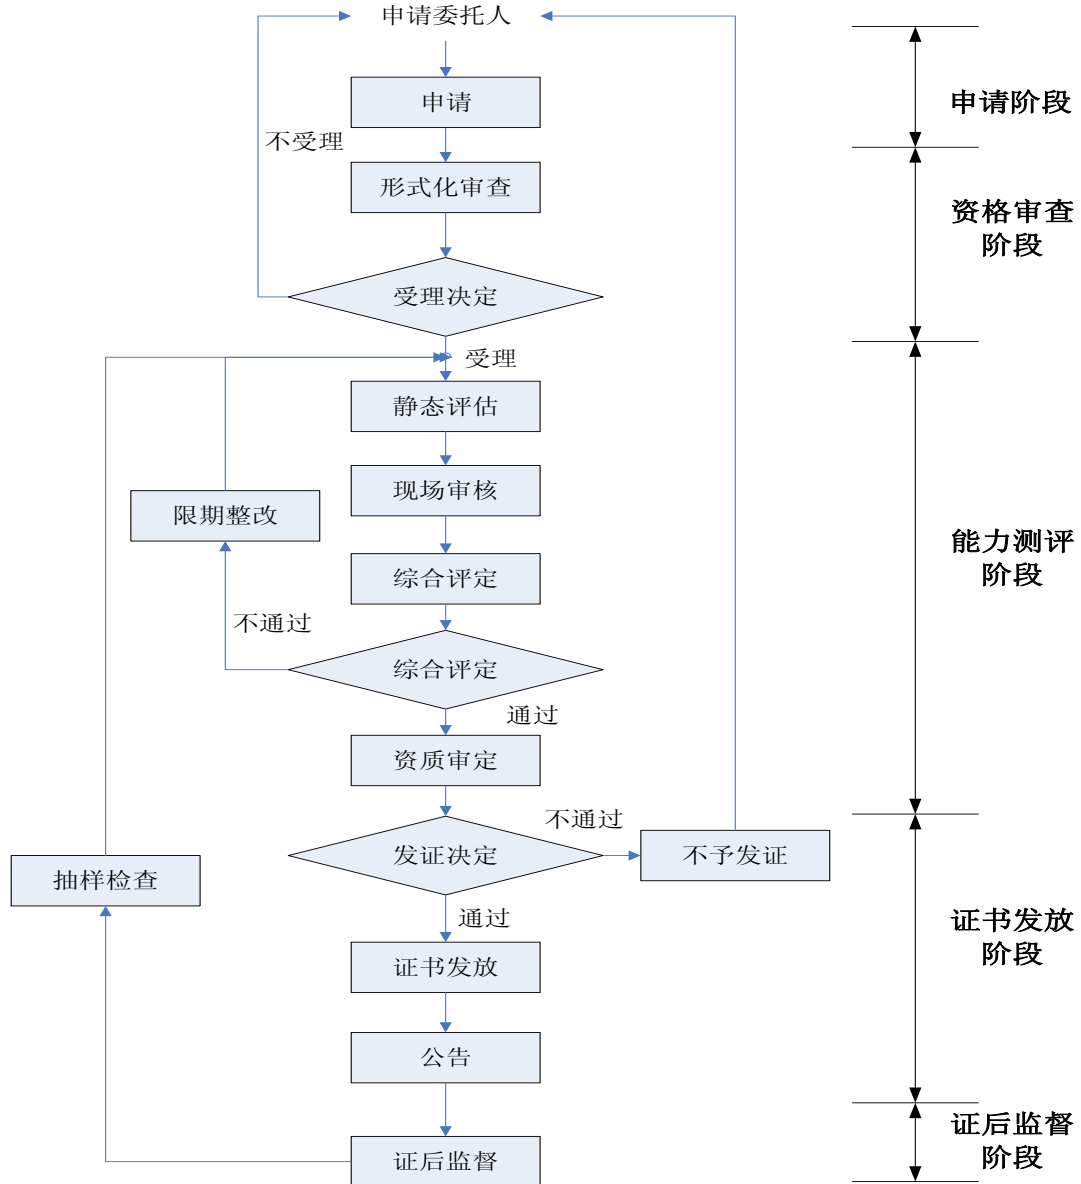 申请委托人
申请
申请阶段
不受理
形式化审查
资格审查
阶段
受理决定
受理
静态评估
现场审核
限期整改
综合评定
能力测评
阶段
不通过
综合评定
通过
资质审定
不通过
发证决定
不予发证
抽样检查
通过
证书发放
阶段
证书发放
公告
证后监督
阶段
证后监督